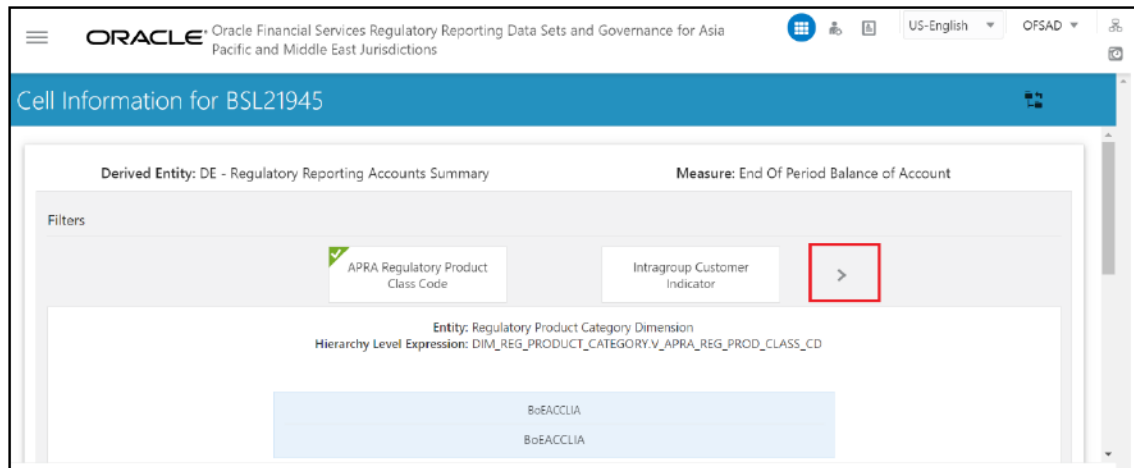 ORACLE Oracle Financial Services Regulatory Reporting Data Sets and Governance for Asia
Pacific and Middle East Jurisdictions
US-English
OFSAD
Cell Information for BSL21945
Derived Entity: DE - Regulatory Reporting Accounts Summary
Measure: End Of Period Balance of Account
Filters
APRA Regulatory Product
Class Code
Intragroup Customer
Indicator
>
Entity: Regulatory Product Category Dimension
Hierarchy Level Expression: DIM_REG_PRODUCT_CATEGORY.V_APRA_REG_PROD_CLASS_CD
BoEACCLIA
BoEACCLIA